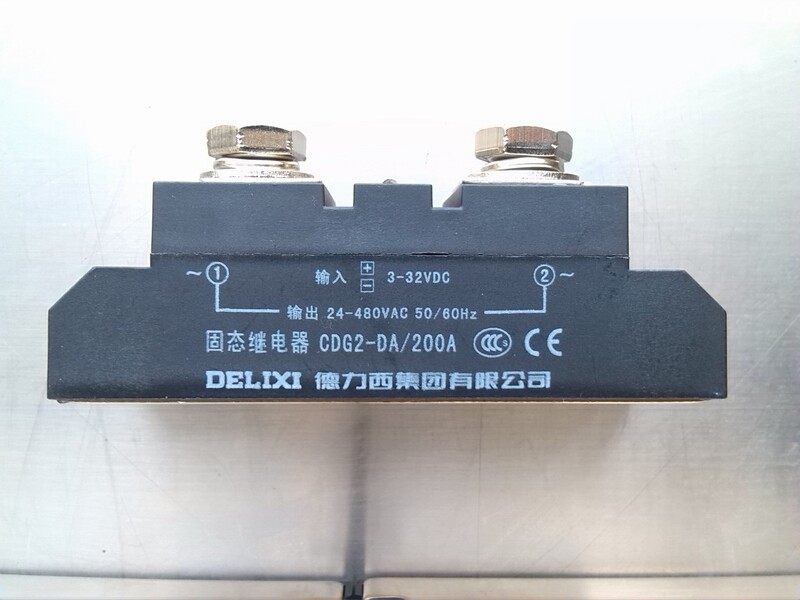 ~① 输入 + - 3-32VDC ②~
输出 24-480VAC 50/60Hz
固态继电器 CDG2-DA/200A CCC S CE
DELIXI 德力西集团有限公司